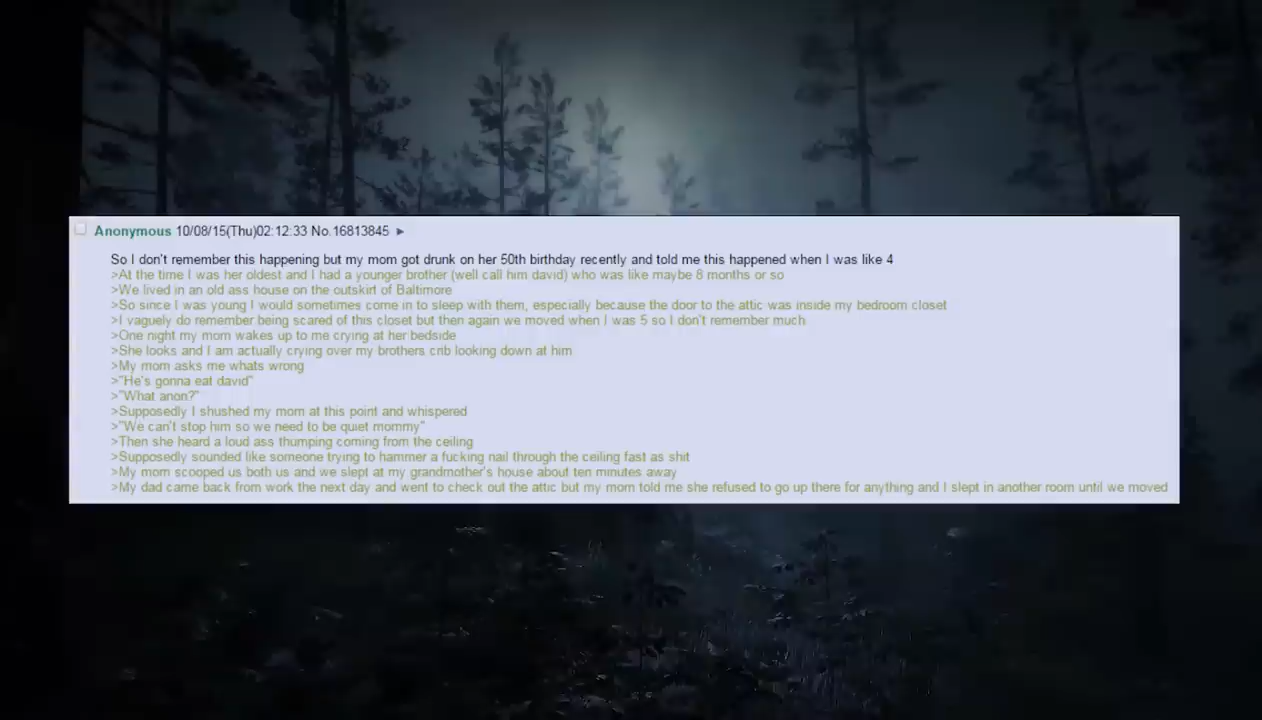 Anonymous 10/08/15(Thu)02:12:33 No.16813845 ►
So I don't remember this happening but my mom got drunk on her 50th birthday recently and told me this happened when I was like 4
>At the time I was her oldest and I had a younger brother (well call him david) who was like maybe 8 months or so
>We lived in an old ass house on the outskirt of Baltimore
>So since I was young I would sometimes come in to sleep with them, especially because the door to the attic was inside my bedroom closet
>I vaguely do remember being scared of this closet but then again we moved when I was 5 so I don't remember much
>One night my mom wakes up to me crying at her bedside
>She looks and I am actually crying over my brothers crib looking down at him
>My mom asks me whats wrong
>"He's gonna eat david"
>"What anon?"
>Supposedly I shushed my mom at this point and whispered
>"We can't stop him so we need to be quiet mommy"
>Then she heard a loud ass thumping coming from the ceiling
>Supposedly sounded like someone trying to hammer a fucking nail through the ceiling fast as shit
>My mom scooped us both us and we slept at my grandmother's house about ten minutes away
>My dad came back from work the next day and went to check out the attic but my mom told me she refused to go up there for anything and I slept in another room until we moved